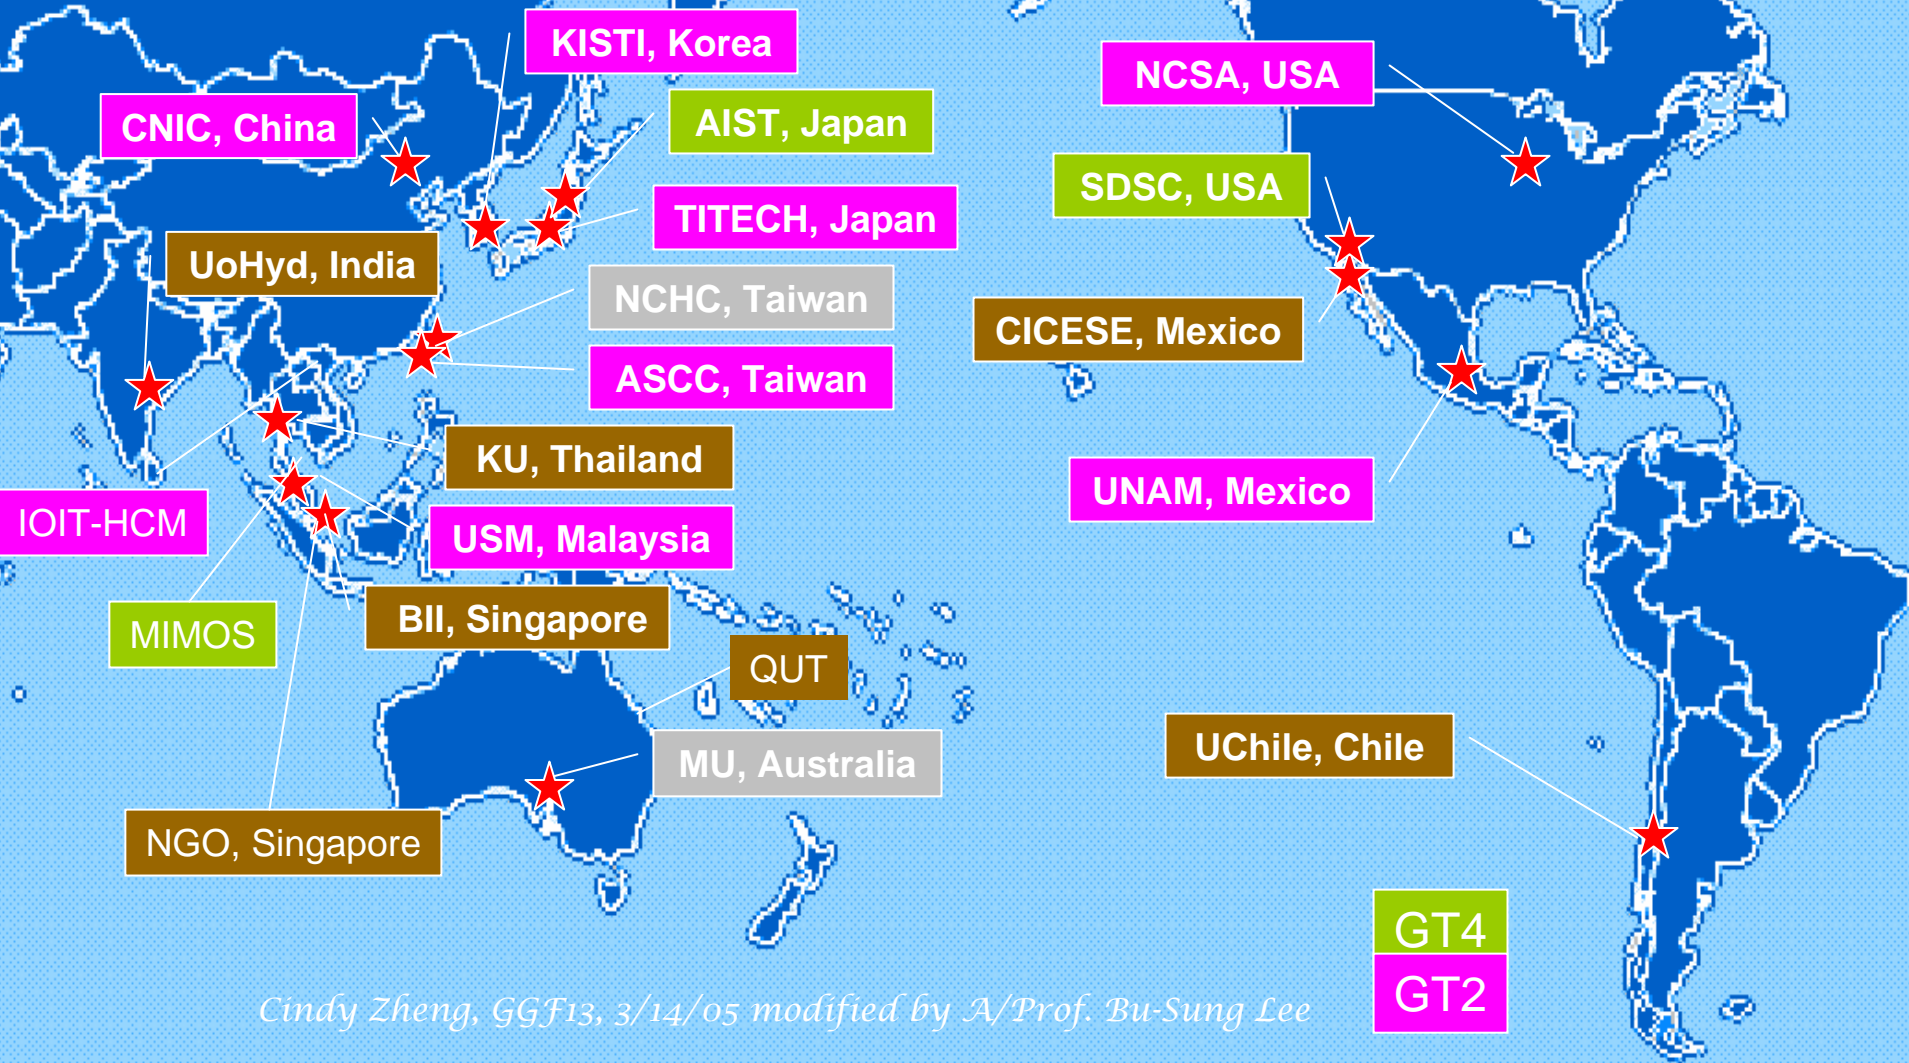 KISTI, Korea
NCSA, USA
CNIC, China
AIST, Japan
SDSC, USA
TITECH, Japan
UoHyd, India
NCHC, Taiwan
CICESE, Mexico
ASCC, Taiwan
KU, Thailand
UNAM, Mexico
IOIT-HCM
USM, Malaysia
MIMOS
BII, Singapore
QUT
UChile, Chile
MU, Australia
NGO, Singapore
GT4
GT2
Cindy Zheng, GGF13, 3/14/05 modified by A/Prof. Bu-Sung Lee